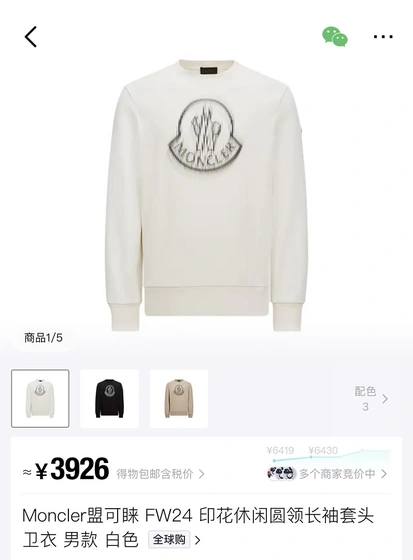 MONCLER
商品1/5
配色
3
¥6419
¥6430
≈¥3926
得物包邮含税价
多个商家竞价中
Moncler盟可睐 FW24 印花休闲圆领长袖套头
卫衣 男款 白色 全球购